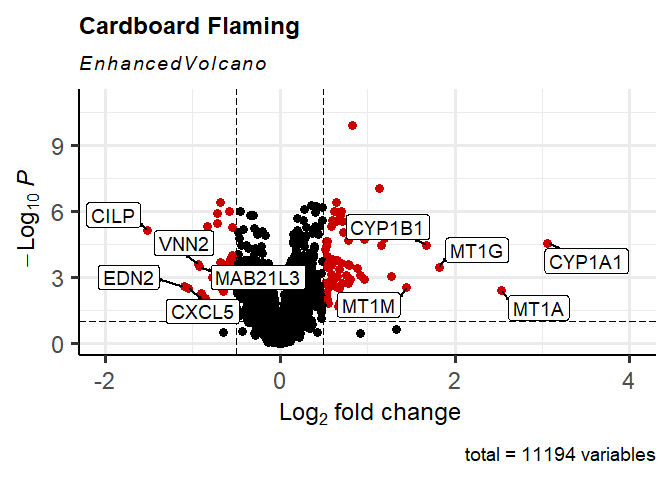 Cardboard Flaming
EnhancedVolcano
−Log10 P
9
6
3
0
CILP
VNN2
EDN2
MAB21L3
CXCL5
CYP1B1
MT1G
CYP1A1
MT1M
MT1A
-2 0 2 4
Log2 fold change
total = 11194 variables